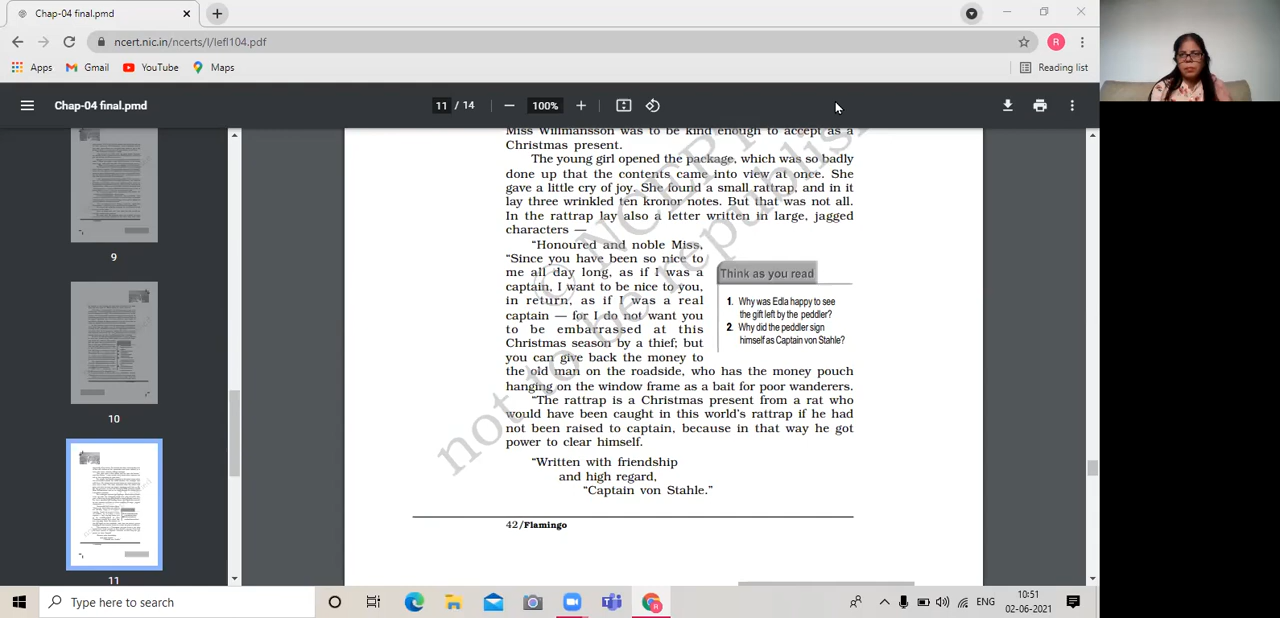 Chap-04 final.pmd
ncert.nic.in/ncerts/l/lefl104.pdf
R
Apps
Gmail
YouTube
Maps
Reading list
Chap-04 final.pmd
11 / 14
100%
9
10
11
Miss Willmansson was to be kind enough to accept as a
Christmas present.
The young girl opened the package, which was so badly
done up that the contents came into view at once. She
gave a little cry of joy. She found a small rattrap, and in it
lay three wrinkled ten kronor notes. But that was not all.
In the rattrap lay also a letter written in large, jagged
characters —
“Honoured and noble Miss,
“Since you have been so nice to
me all day long, as if I was a
captain, I want to be nice to you,
in return, as if I was a real
captain — for I do not want you
to be embarrassed at this
Christmas season by a thief; but
you can give back the money to
the old man on the roadside, who has the money pouch
hanging on the window frame as a bait for poor wanderers.
“The rattrap is a Christmas present from a rat who
would have been caught in this world’s rattrap if he had
not been raised to captain, because in that way he got
power to clear himself.
“Written with friendship
and high regard,
“Captain von Stahle.”
Think as you read
1. Why was Edla happy to see
the gift left by the peddler?
2. Why did the peddler sign
himself as Captain von Stahle?
42/Flamingo
© NCERT
not to be republish
Type here to search
R
ENG
10:51
02-06-2021